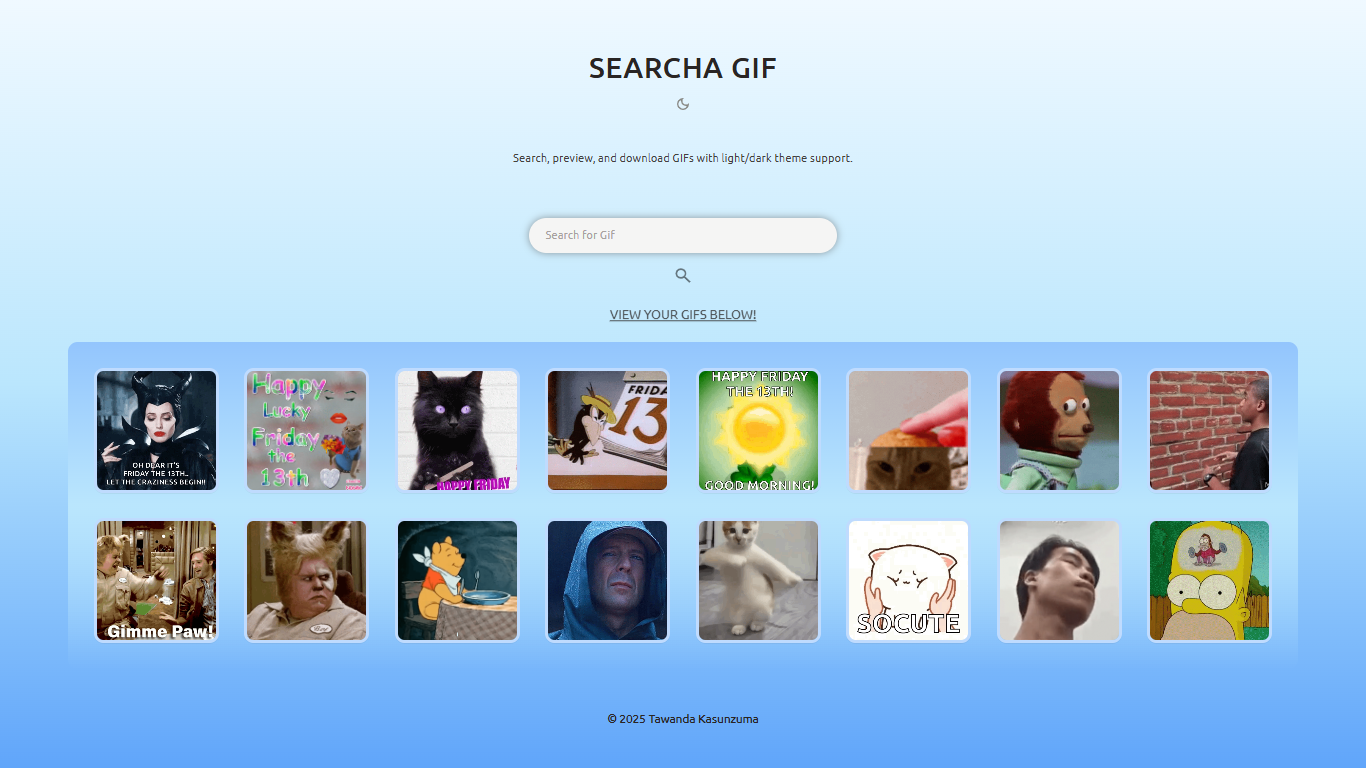 SEARCHA GIF
Search, preview, and download GIFs with light/dark theme support.
Search for Gif
VIEW YOUR GIFS BELOW!
OH DEAR IT'S
FRIDAY THE 13TH..
LET THE CRAZINESS BEGIN!!
Happy
Lucky
Friday
the
13th
HAPPY FRIDAY
FRIDA
13
HAPPY FRIDAY
THE 13TH!
GOOD MORNING!
Gimme Paw!
SOCUTE
© 2025 Tawanda Kasunzuma